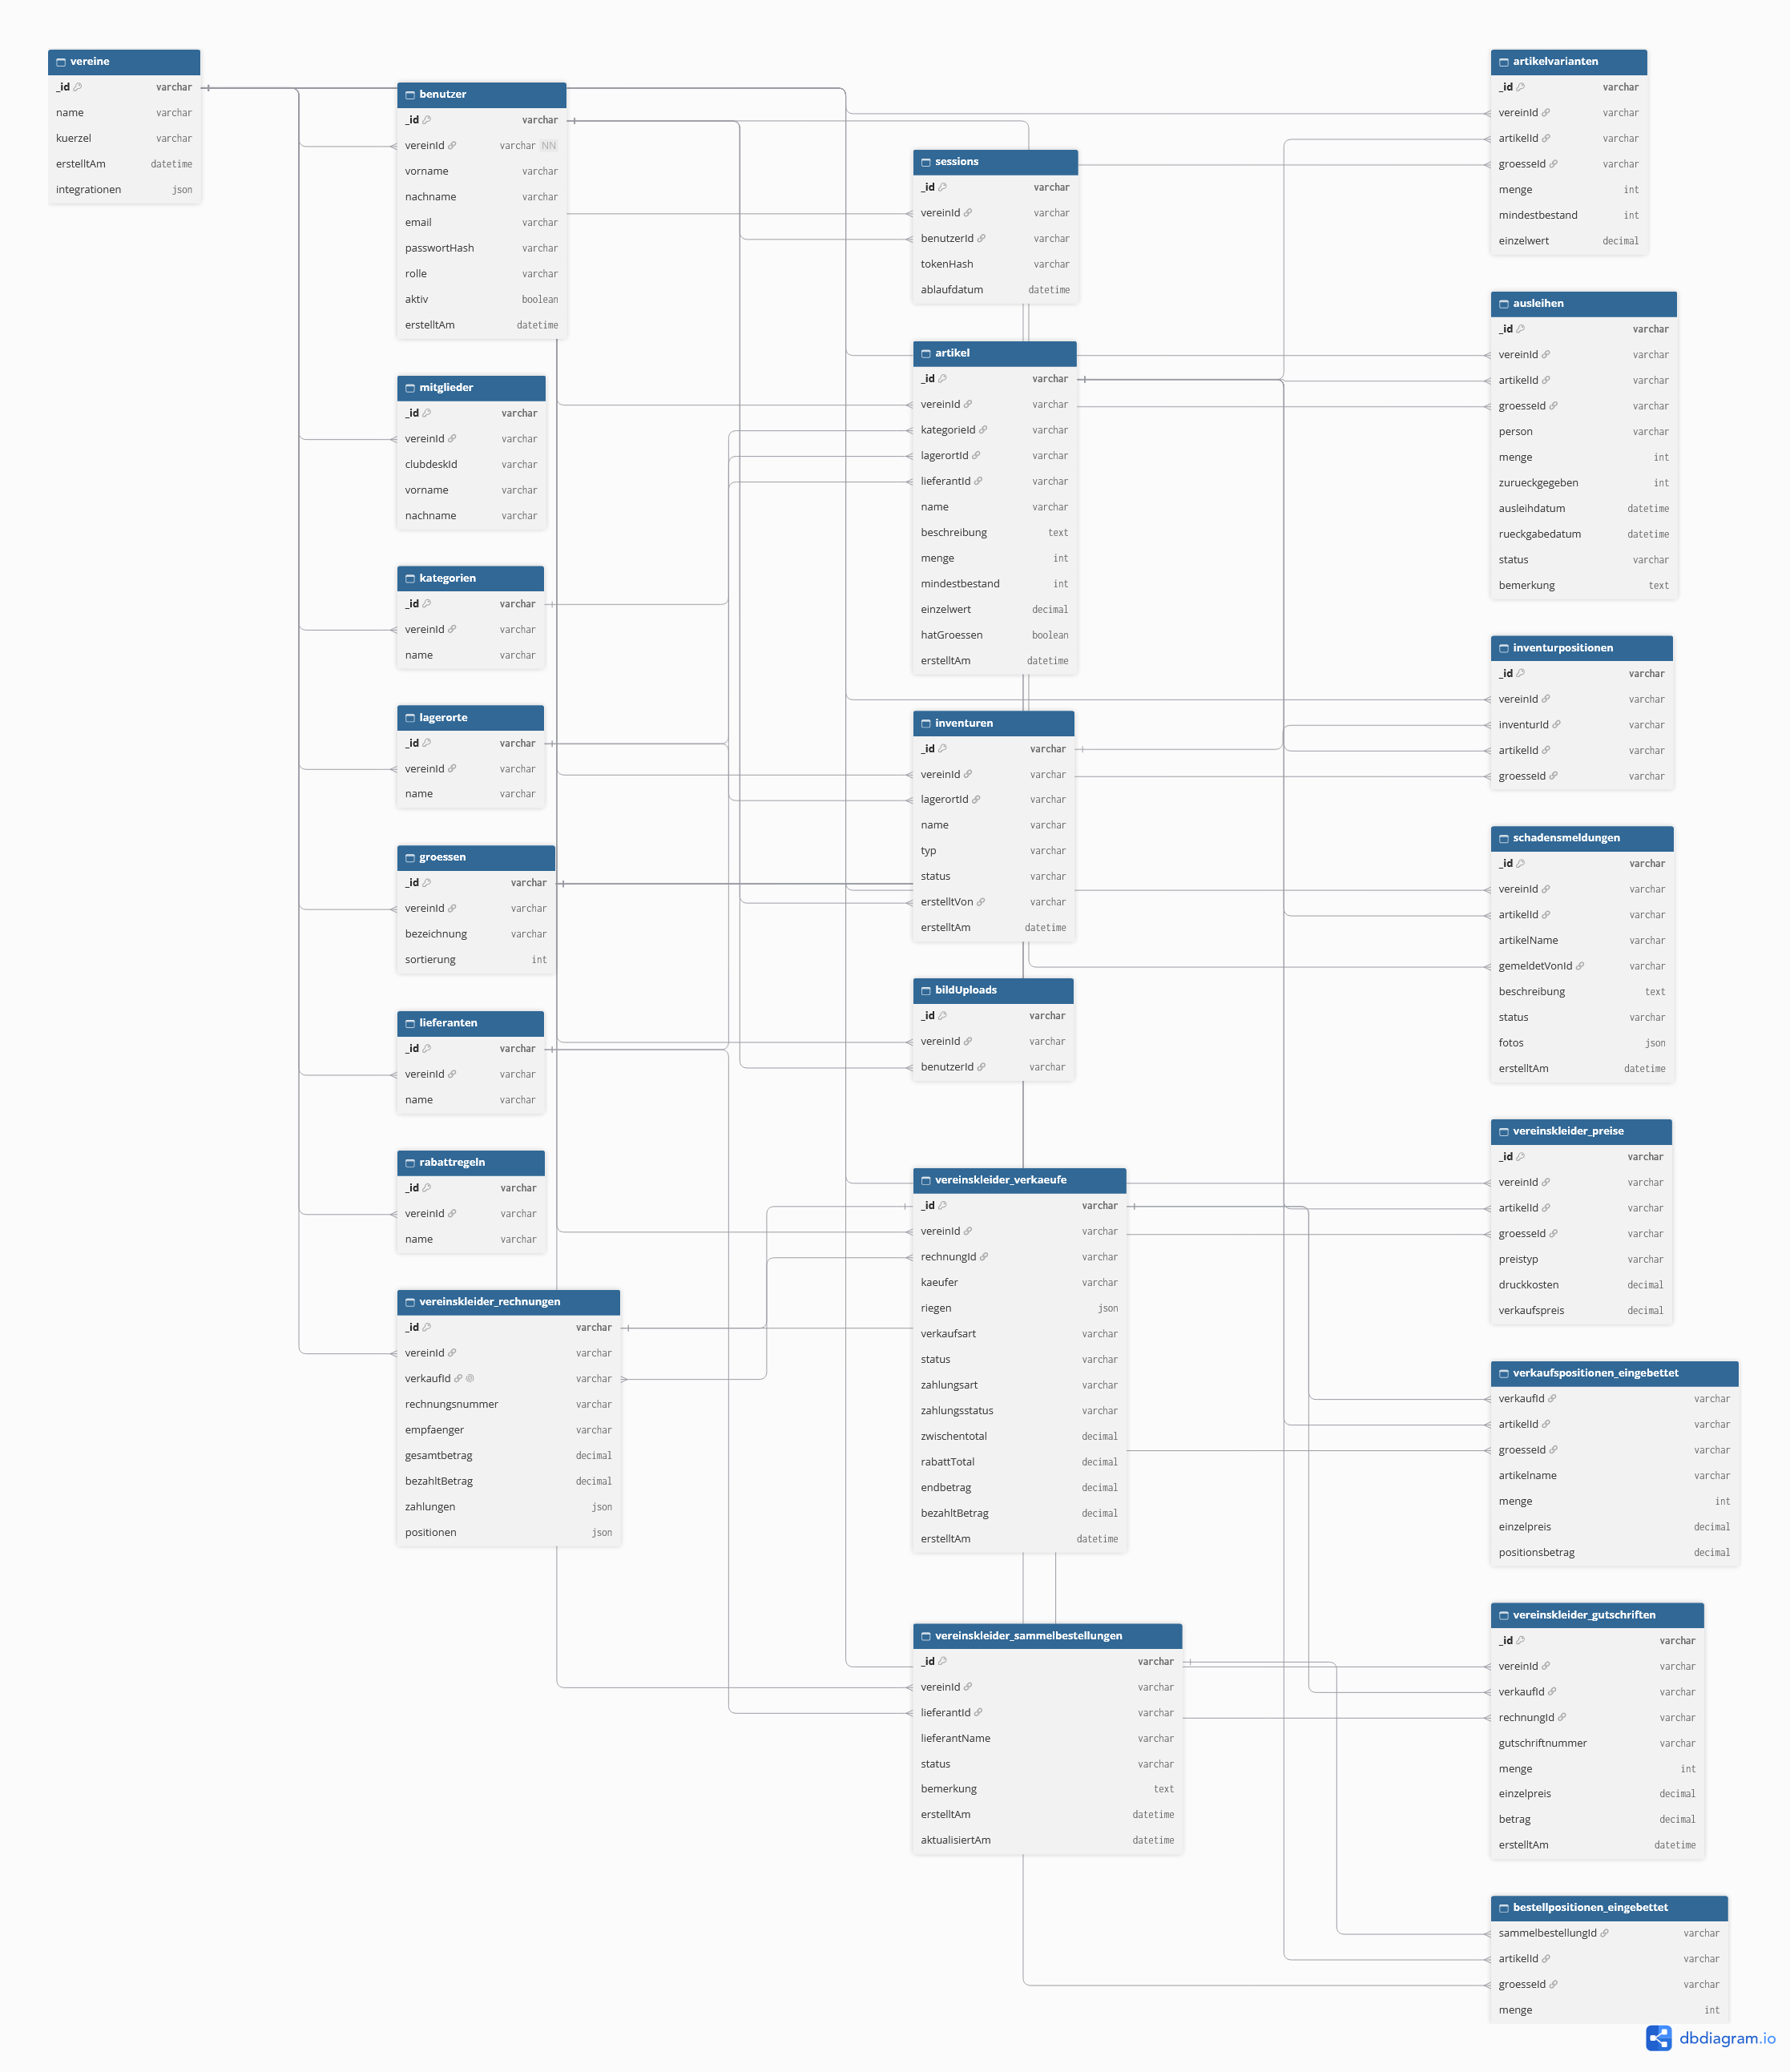 vereine
_id varchar
name varchar
kuerzel varchar
erstelltAm datetime
integrationen json
benutzer
_id varchar
vereinId varchar NN
vorname varchar
nachname varchar
email varchar
passwortHash varchar
rolle varchar
aktiv boolean
erstelltAm datetime
mitglieder
_id varchar
vereinId varchar
clubdeskId varchar
vorname varchar
nachname varchar
kategorien
_id varchar
vereinId varchar
name varchar
lagerorte
_id varchar
vereinId varchar
name varchar
groessen
_id varchar
vereinId varchar
bezeichnung varchar
sortierung int
lieferanten
_id varchar
vereinId varchar
name varchar
rabattregeln
_id varchar
vereinId varchar
name varchar
vereinskleider_rechnungen
_id varchar
vereinId varchar
verkaufId varchar
rechnungsnummer varchar
empfaenger varchar
gesamtbetrag decimal
bezahltBetrag decimal
zahlungen json
positionen json
sessions
_id varchar
vereinId varchar
benutzerId varchar
tokenHash varchar
ablaufdatum datetime
artikel
_id varchar
vereinId varchar
kategorieId varchar
lagerortId varchar
lieferantId varchar
name varchar
beschreibung text
menge int
mindestbestand int
einzelwert decimal
hatGroessen boolean
erstelltAm datetime
inventuren
_id varchar
vereinId varchar
lagerortId varchar
name varchar
typ varchar
status varchar
erstelltVon varchar
erstelltAm datetime
bildUploads
_id varchar
vereinId varchar
benutzerId varchar
vereinskleider_verkaeufe
_id varchar
vereinId varchar
rechnungId varchar
kaeufer varchar
riegen json
verkaufsart varchar
status varchar
zahlungsart varchar
zahlungsstatus varchar
zwischentotal decimal
rabattTotal decimal
endbetrag decimal
bezahltBetrag decimal
erstelltAm datetime
vereinskleider_sammelbestellungen
_id varchar
vereinId varchar
lieferantId varchar
lieferantName varchar
status varchar
bemerkung text
erstelltAm datetime
aktualisiertAm datetime
artikelvarianten
_id varchar
vereinId varchar
artikelId varchar
groesseId varchar
menge int
mindestbestand int
einzelwert decimal
ausleihen
_id varchar
vereinId varchar
artikelId varchar
groesseId varchar
person varchar
menge int
zurueckgegeben int
ausleihdatum datetime
rueckgabedatum datetime
status varchar
bemerkung text
inventurpositionen
_id varchar
vereinId varchar
inventurId varchar
artikelId varchar
groesseId varchar
schadensmeldungen
_id varchar
vereinId varchar
artikelId varchar
artikelName varchar
gemeldetVonId varchar
beschreibung text
status varchar
fotos json
erstelltAm datetime
vereinskleider_preise
_id varchar
vereinId varchar
artikelId varchar
groesseId varchar
preistyp varchar
druckkosten decimal
verkaufspreis decimal
verkaufspositionen_eingebettet
verkaufId varchar
artikelId varchar
groesseId varchar
artikelname varchar
menge int
einzelpreis decimal
positionsbetrag decimal
vereinskleider_gutschriften
_id varchar
vereinId varchar
verkaufId varchar
rechnungId varchar
gutschriftnummer varchar
menge int
einzelpreis decimal
betrag decimal
erstelltAm datetime
bestellpositionen_eingebettet
sammelbestellungId varchar
artikelId varchar
groesseId varchar
menge int
dbdiagram.io